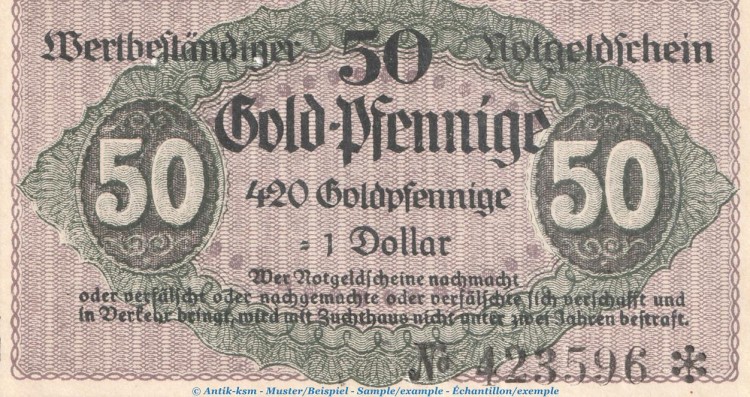 Wertbeständiger 50 Notgeldschein
Gold-Pfennige
50 50
420 Goldpfennige
= 1 Dollar
Wer Notgeldscheine nachmacht
oder verfälscht oder nachgemachte oder verfälschte sich verschafft und
in Verkehr bringt, wird mit Zuchthaus nicht unter zwei Jahren bestraft.
No 423596 *
© Antik-ksm - Muster/Beispiel - Sample/example - Échantillon/exemple